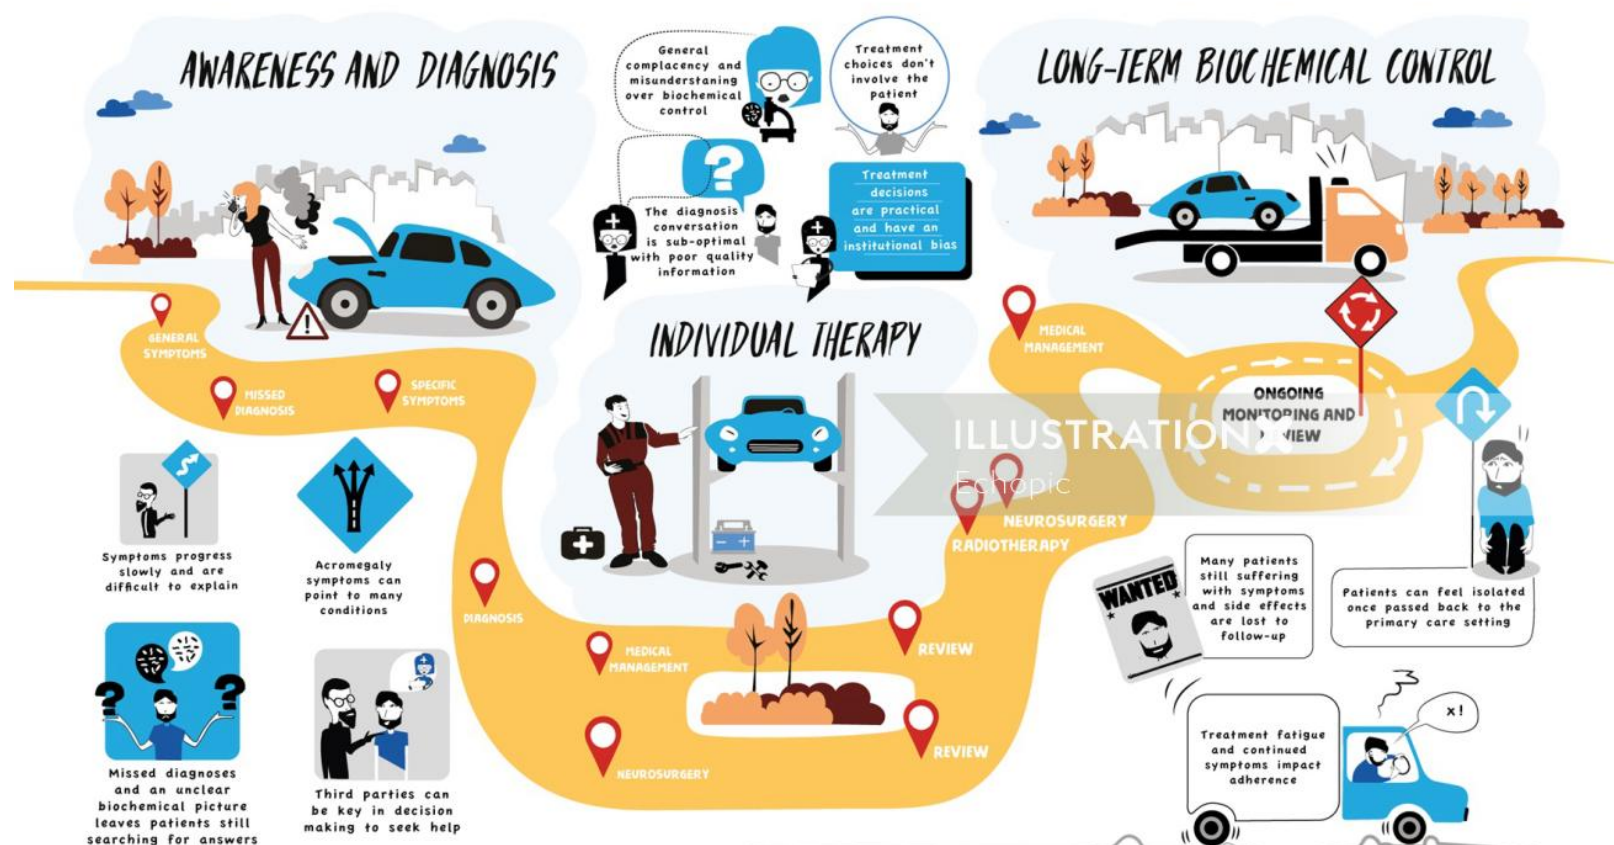 AWARENESS AND DIAGNOSIS
General
complacency and
misunderstaning
over biochemical
control
Treatment
choices don't
involve the
patient
?
The diagnosis
conversation
is sub-optimal
with poor quality
information
Treatment
decisions
are practical
and have an
institutional bias
LONG-TERM BIOCHEMICAL CONTROL
!
GENERAL
SYMPTOMS
MISSED
DIAGNOSIS
SPECIFIC
SYMPTOMS
Symptoms progress
slowly and are
difficult to explain
Acromegaly
symptoms can
point to many
conditions
? ?
Missed diagnoses
and an unclear
biochemical picture
leaves patients still
searching for answers
Third parties can
be key in decision
making to seek help
DIAGNOSIS
INDIVIDUAL THERAPY
- +
MEDICAL
MANAGEMENT
NEUROSURGERY
REVIEW
REVIEW
RADIOTHERAPY
NEUROSURGERY
MEDICAL
MANAGEMENT
ONGOING
MONITORING AND
VIEW
ILLUSTRATION X
Echopic
WANTED
Many patients
still suffering
with symptoms
and side effects
are lost to
follow-up
Patients can feel isolated
once passed back to the
primary care setting
Treatment fatigue
and continued
symptoms impact
adherence
x!